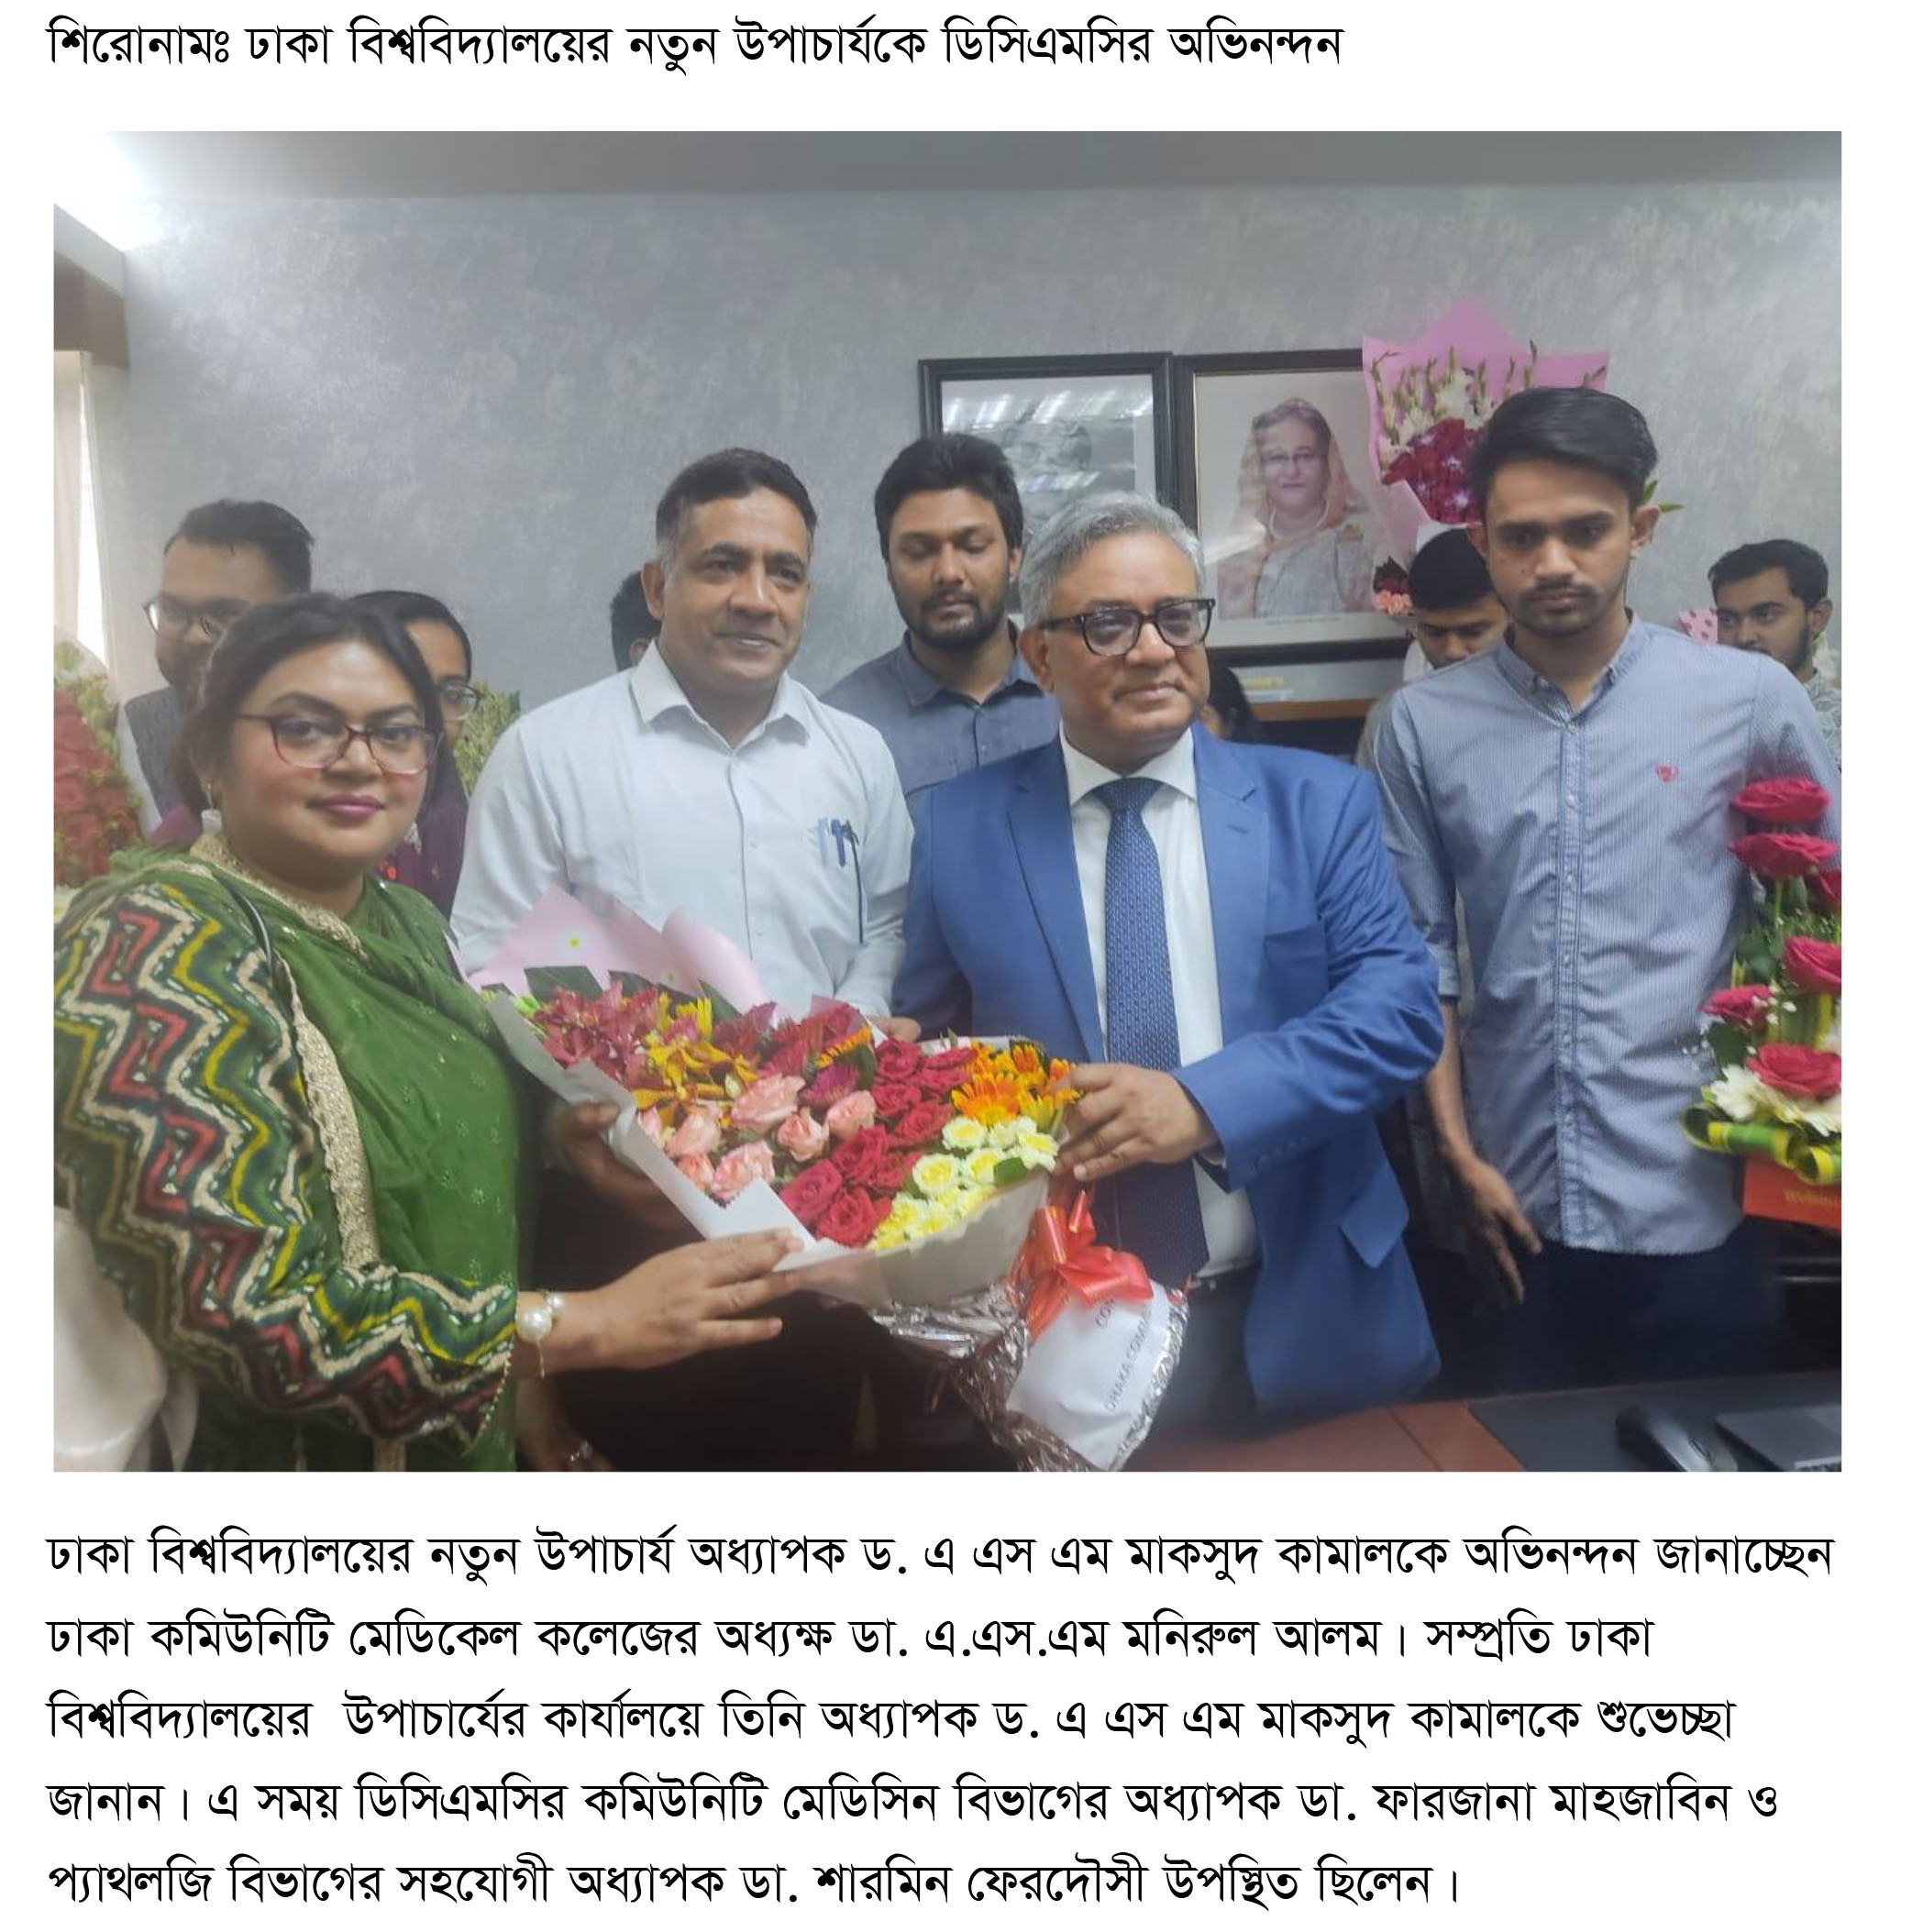 শিরোনামঃ ঢাকা বিশ্ববিদ্যালয়ের নতুন উপাচার্যকে ডিসিএমসির অভিনন্দন
DHAKA
ঢাকা বিশ্ববিদ্যালয়ের নতুন উপাচার্য অধ্যাপক ড. এ এস এম মাকসুদ কামালকে অভিনন্দন জানাচ্ছেন
ঢাকা কমিউনিটি মেডিকেল কলেজের অধ্যক্ষ ডা. এ.এস.এম মনিরুল আলম। সম্প্রতি ঢাকা
বিশ্ববিদ্যালয়ের উপাচার্যের কার্যালয়ে তিনি অধ্যাপক ড. এ এস এম মাকসুদ কামালকে শুভেচ্ছা
জানান। এ সময় ডিসিএমসির কমিউনিটি মেডিসিন বিভাগের অধ্যাপক ডা. ফারজানা মাহজাবিন ও
প্যাথলজি বিভাগের সহযোগী অধ্যাপক ডা. শারমিন ফেরদৌসী উপস্থিত ছিলেন।